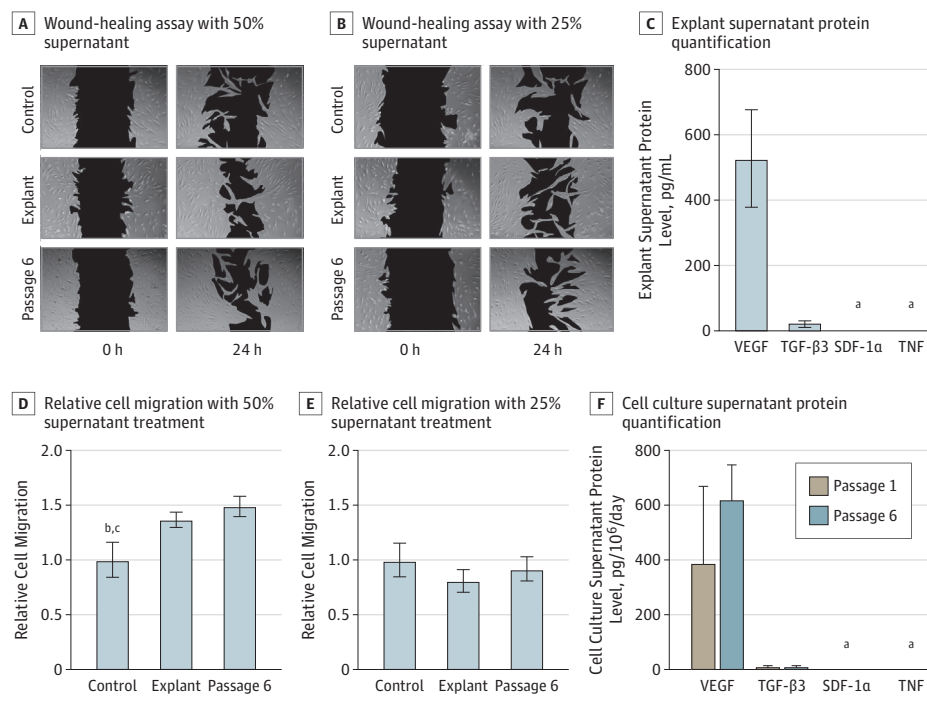 A Wound-healing assay with 50%
supernatant
Control
Explant
Passage 6
0 h 24 h
B Wound-healing assay with 25%
supernatant
Control
Explant
Passage 6
0 h 24 h
C Explant supernatant protein
quantification
Explant Supernatant Protein
Level, pg/mL
800
600
400
200
0
a a
VEGF TGF-β3 SDF-1α TNF
D Relative cell migration with 50%
supernatant treatment
Relative Cell Migration
2.0
1.5
1.0
0.5
0
b,c
Control Explant Passage 6
E Relative cell migration with 25%
supernatant treatment
Relative Cell Migration
2.0
1.5
1.0
0.5
0
Control Explant Passage 6
F Cell culture supernatant protein
quantification
Cell Culture Supernatant Protein
Level, pg/10⁶/day
800
600
400
200
0
Passage 1
Passage 6
a a
VEGF TGF-β3 SDF-1α TNF